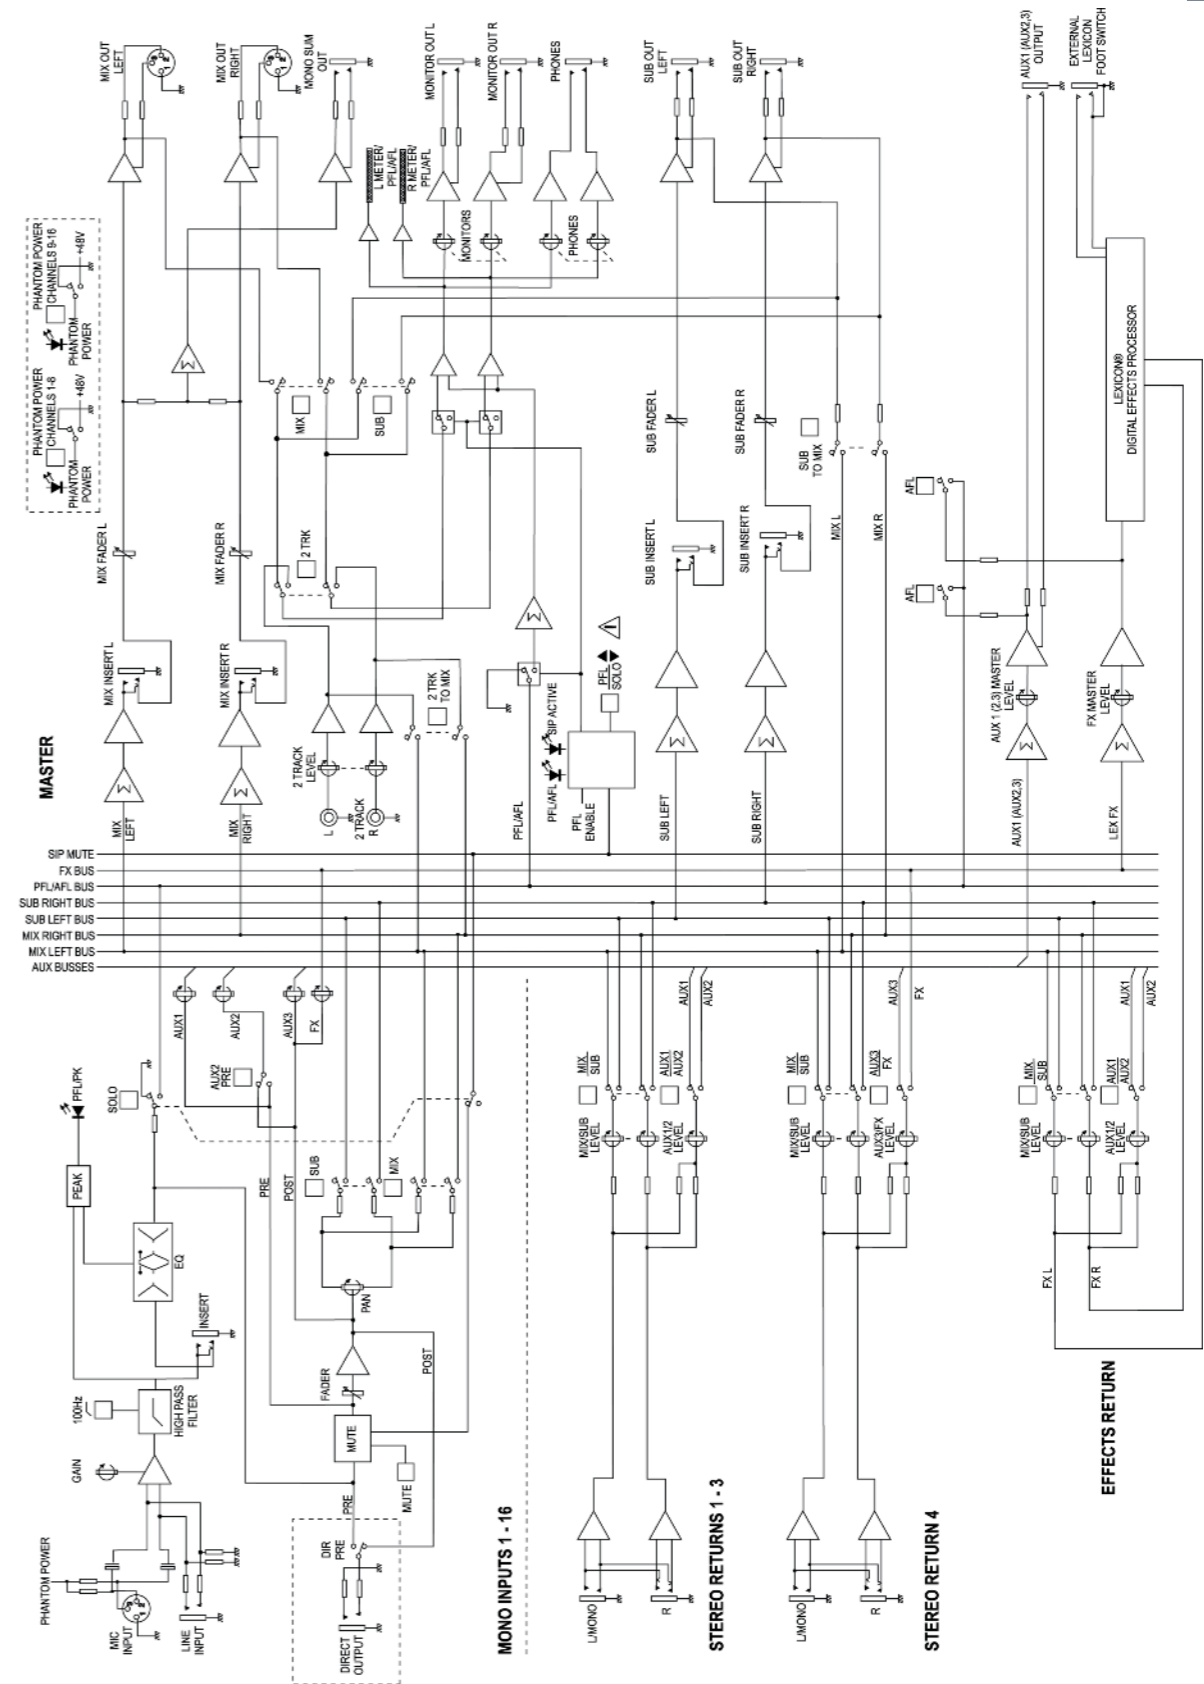 MASTER
MIX OUT
LEFT
MIX OUT
RIGHT
MONO SUM
OUT
MONITOR OUT L
MONITOR OUT R
PHONES
SUB OUT
LEFT
SUB OUT
RIGHT
AUX1 (AUX2,3)
OUTPUT
EXTERNAL
LEXICON
FOOT SWITCH
L METER/
PFL/AFL
R METER/
PFL/AFL
MONITORS
PHONES
PHANTOM POWER
CHANNELS 9-16
+48V
PHANTOM
POWER
PHANTOM POWER
CHANNELS 1-8
+48V
PHANTOM
POWER
Σ
MIX
SUB
MIX FADER L
MIX FADER R
2 TRK
SUB FADER L
SUB FADER R
SUB
TO MIX
MIX L
MIX R
AFL
AFL
LEXICON®
DIGITAL EFFECTS PROCESSOR
SUB INSERT L
SUB INSERT R
MIX INSERT L
MIX INSERT R
Σ
2 TRK
TO MIX
PFL
SOLO
SIP ACTIVE
PFL/AFL
PFL
ENABLE
PFL/AFL
2 TRACK
LEVEL
L
2 TRACK
R
AUX 1 (2,3) MASTER
LEVEL
FX MASTER
LEVEL
Σ
Σ
Σ
Σ
Σ
Σ
MIX
LEFT
MIX
RIGHT
SUB LEFT
SUB RIGHT
AUX1 (AUX2,3)
LEX FX
SIP MUTE
FX BUS
PFL/AFL BUS
SUB RIGHT BUS
SUB LEFT BUS
MIX RIGHT BUS
MIX LEFT BUS
AUX BUSSES
AUX1
AUX2
AUX3
FX
AUX2
PRE
SOLO
PFL/PK
PEAK
PRE
POST
SUB
MIX
EQ
PAN
INSERT
FADER
POST
100Hz
HIGH PASS
FILTER
GAIN
MUTE
MUTE
PRE
DIR
PRE
PHANTOM POWER
MIC
INPUT
LINE
INPUT
DIRECT
OUTPUT
MONO INPUTS 1 - 16
AUX1
AUX2
MIX
SUB
AUX1
AUX2
MIX/SUB
LEVEL
AUX1/2
LEVEL
L/MONO
R
STEREO RETURNS 1 - 3
AUX3
FX
MIX
SUB
AUX3
FX
MIX/SUB
LEVEL
AUX3/FX
LEVEL
L/MONO
R
STEREO RETURN 4
AUX1
AUX2
MIX
SUB
AUX1
AUX2
MIX/SUB
LEVEL
AUX1/2
LEVEL
FX L
FX R
EFFECTS RETURN